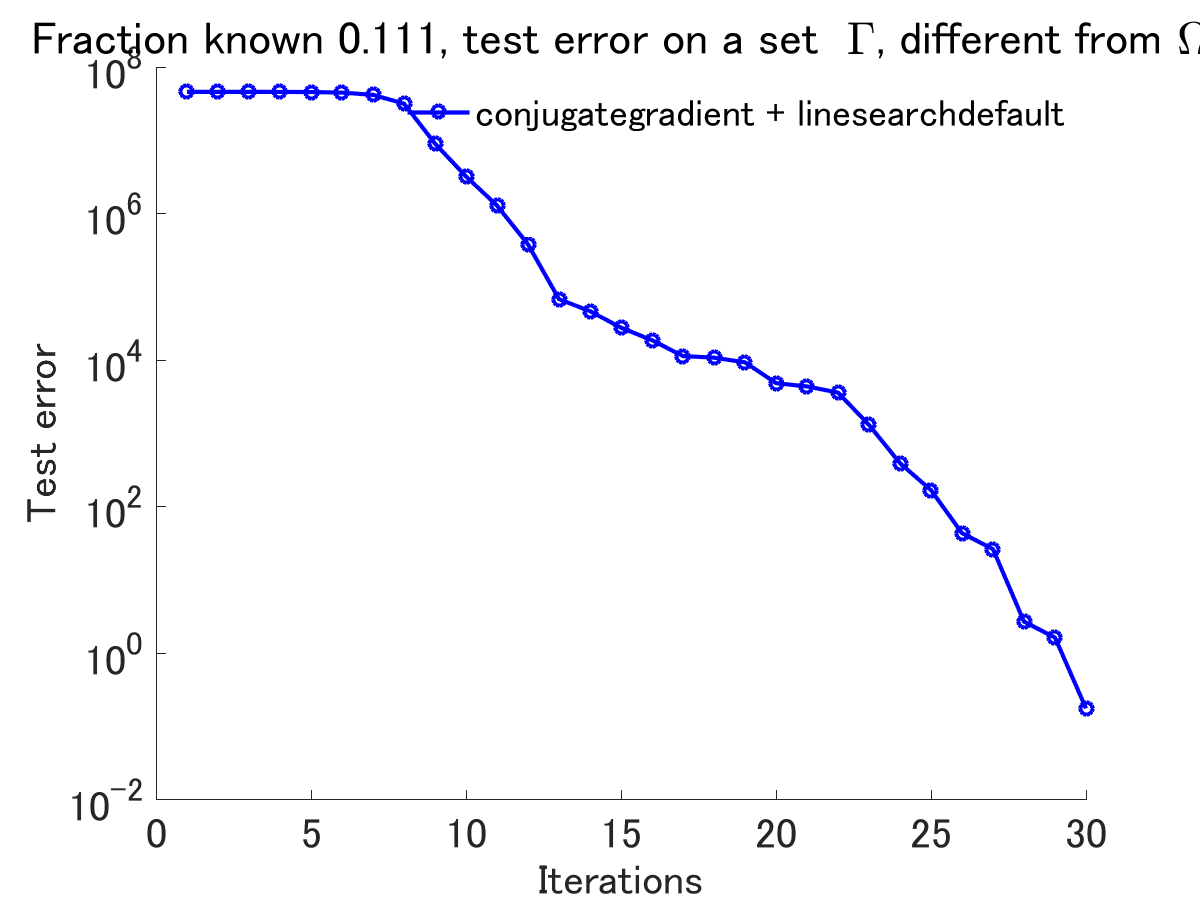 Fraction known 0.111, test error on a set Γ, different from Ω
10^8
conjugategradient + linesearchdefault
10^6
10^4
10^2
10^0
10^−2
Test error
0 5 10 15 20 25 30
Iterations